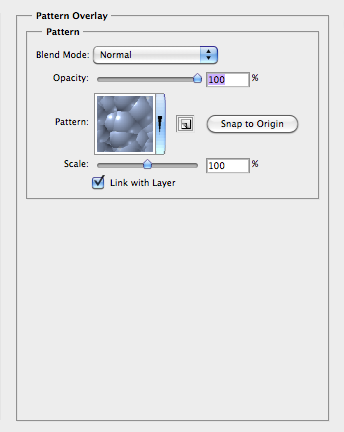 Pattern Overlay
Pattern
Blend Mode: Normal
Opacity: 100 %
Pattern: Snap to Origin
Scale: 100 %
Link with Layer